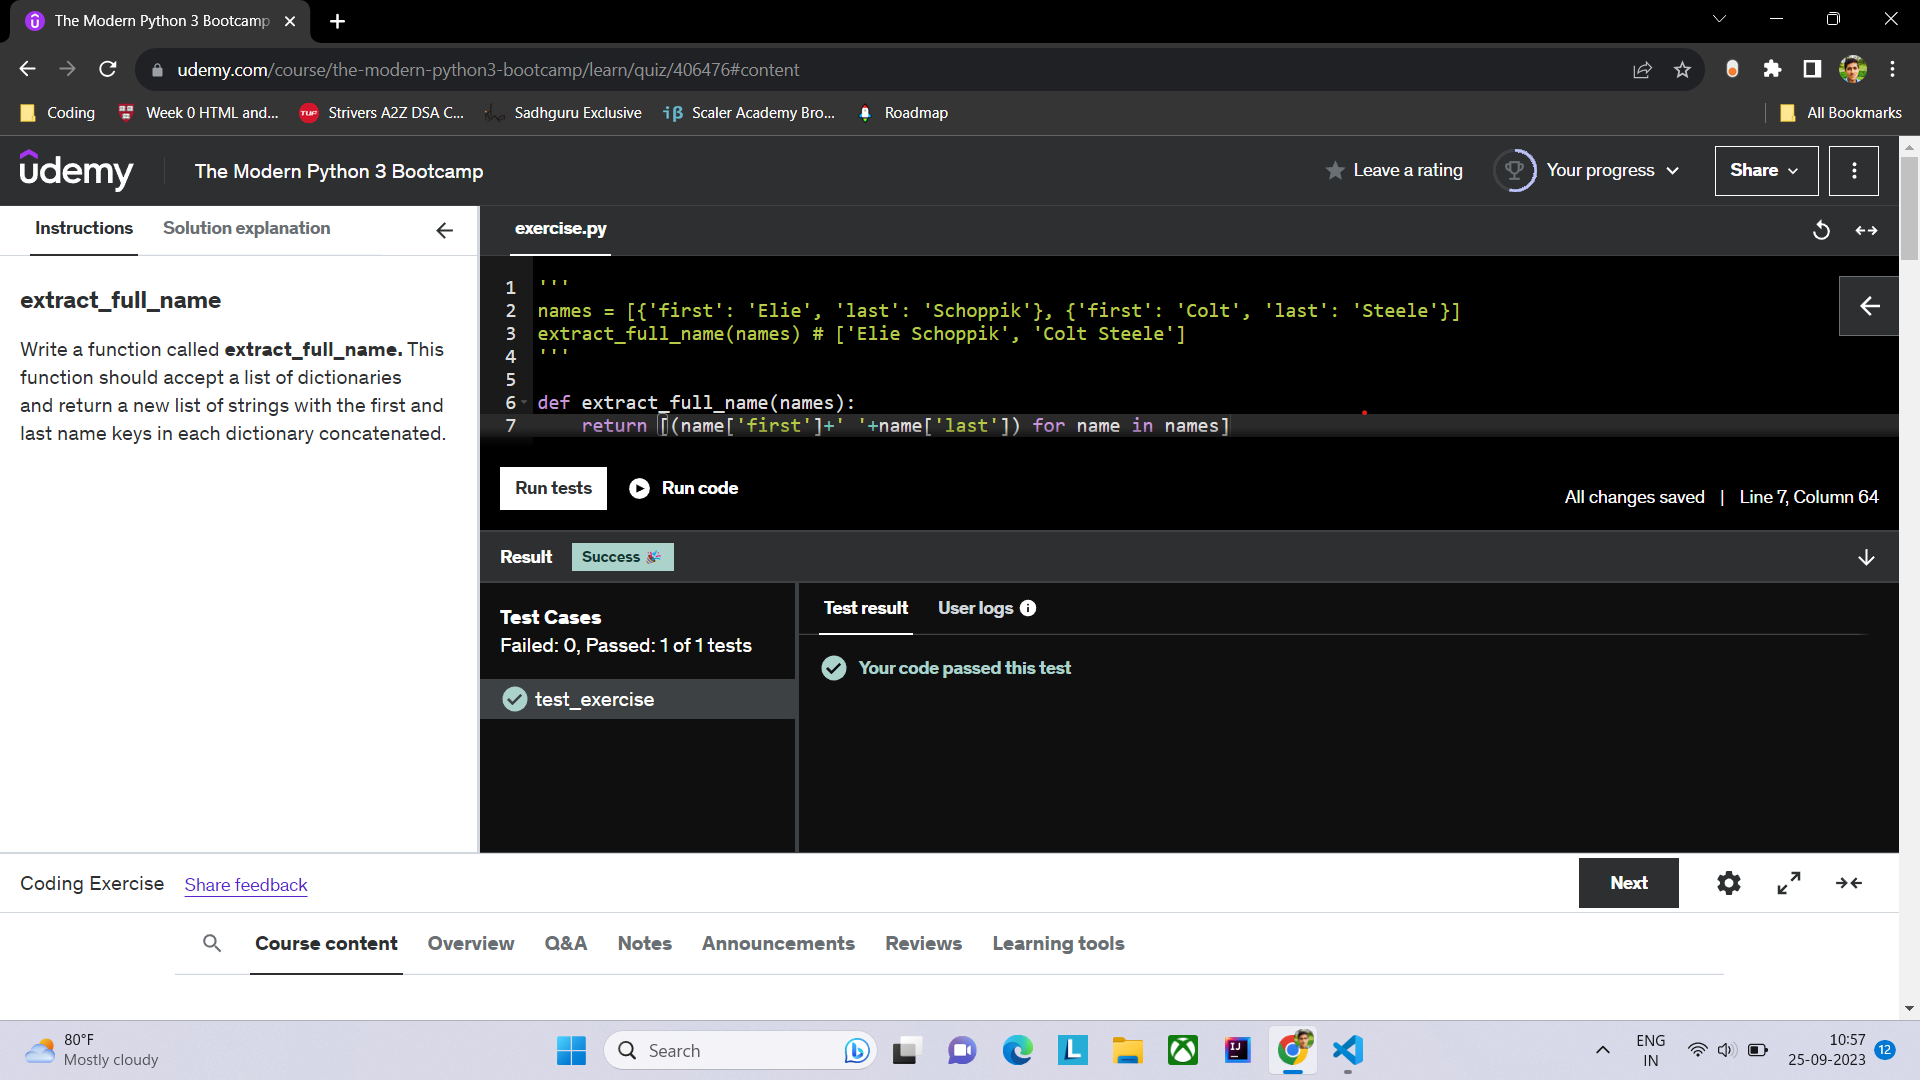 The Modern Python 3 Bootcamp
udemy.com/course/the-modern-python3-bootcamp/learn/quiz/406476#content
Coding
Week 0 HTML and...
TUF
Strivers A2Z DSA C...
Sadhguru Exclusive
iβ
Scaler Academy Bro...
Roadmap
All Bookmarks
udemy
The Modern Python 3 Bootcamp
Leave a rating
Your progress
Share
Instructions
Solution explanation
exercise.py
extract_full_name
Write a function called extract_full_name. This
function should accept a list of dictionaries
and return a new list of strings with the first and
last name keys in each dictionary concatenated.
1 '''
2 names = [{'first': 'Elie', 'last': 'Schoppik'}, {'first': 'Colt', 'last': 'Steele'}]
3 extract_full_name(names) # ['Elie Schoppik', 'Colt Steele']
4 '''
5
6 def extract_full_name(names):
7 return [(name['first']+' '+name['last']) for name in names]
Run tests
Run code
All changes saved | Line 7, Column 64
Result
Success 🎉
Test Cases
Failed: 0, Passed: 1 of 1 tests
test_exercise
Test result
User logs
Your code passed this test
Coding Exercise
Share feedback
Next
Course content
Overview
Q&A
Notes
Announcements
Reviews
Learning tools
80°F
Mostly cloudy
Search
L
IJ
ENG
IN
10:57
25-09-2023
12